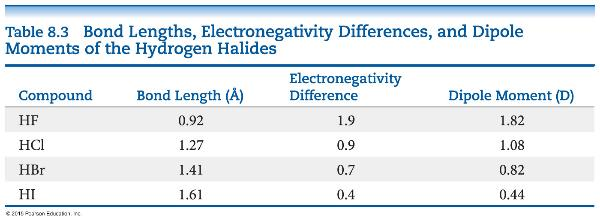 Table 8.3 Bond Lengths, Electronegativity Differences, and Dipole
Moments of the Hydrogen Halides
Compound Bond Length (Å) Electronegativity Difference Dipole Moment (D)
HF 0.92 1.9 1.82
HCl 1.27 0.9 1.08
HBr 1.41 0.7 0.82
HI 1.61 0.4 0.44
© 2015 Pearson Education, Inc.